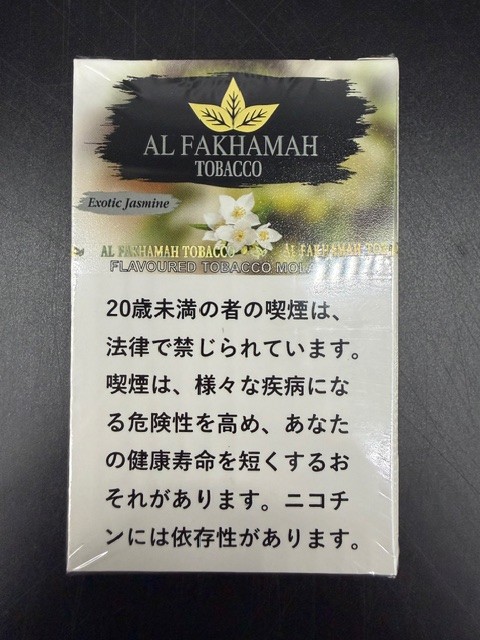 AL FAKHAMAH
TOBACCO
Exotic Jasmine
AL FAKHAMAH TOBACCO AL FAKHAMAH
FLAVOURED TOBACCO
20歳未満の者の喫煙は、
法律で禁じられています。
喫煙は、様々な疾病にな
る危険性を高め、あなた
の健康寿命を短くするお
それがあります。ニコチ
ンには依存性があります。